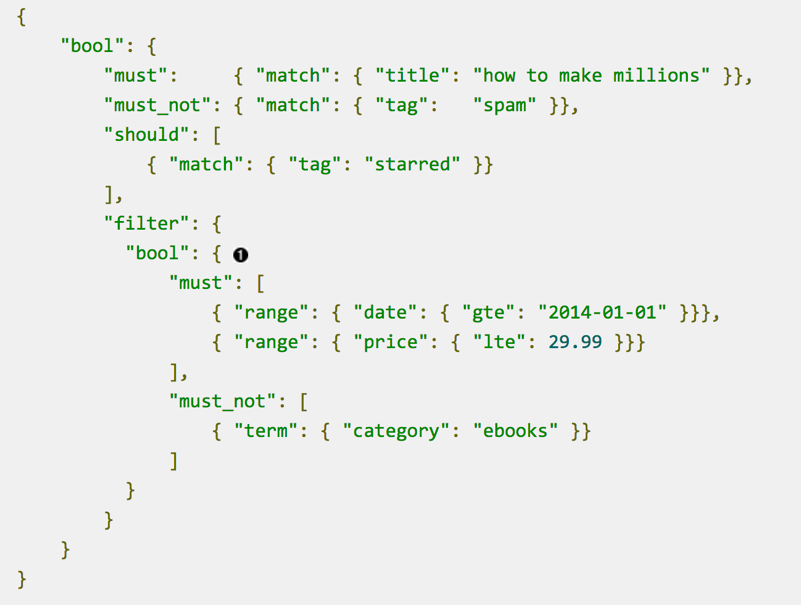 {
    "bool": {
        "must":     { "match": { "title": "how to make millions" }},
        "must_not": { "match": { "tag":   "spam" }},
        "should": [
            { "match": { "tag": "starred" }}
        ],
        "filter": {
          "bool": { ❶
              "must": [
                  { "range": { "date": { "gte": "2014-01-01" }}},
                  { "range": { "price": { "lte": 29.99 }}}
              ],
              "must_not": [
                  { "term": { "category": "ebooks" }}
              ]
          }
        }
    }
}